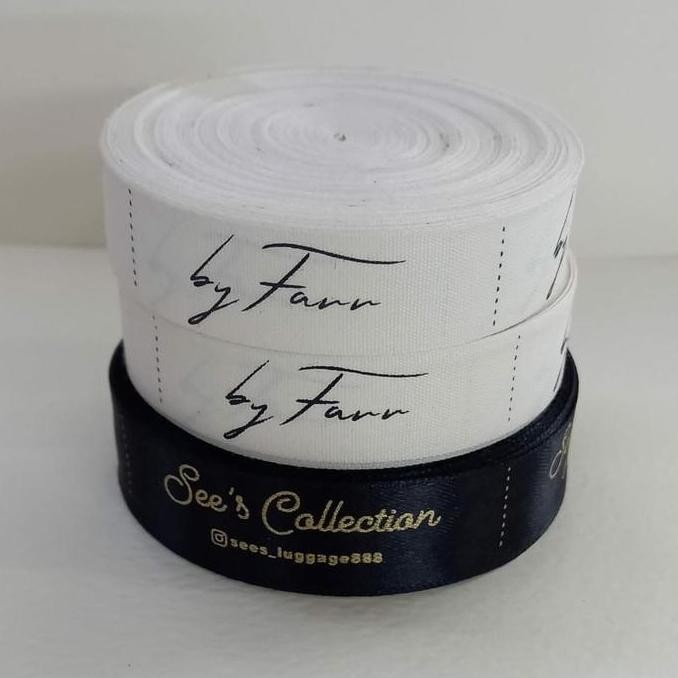 by Farr
by Farr
See's Collection
sees_luggage888